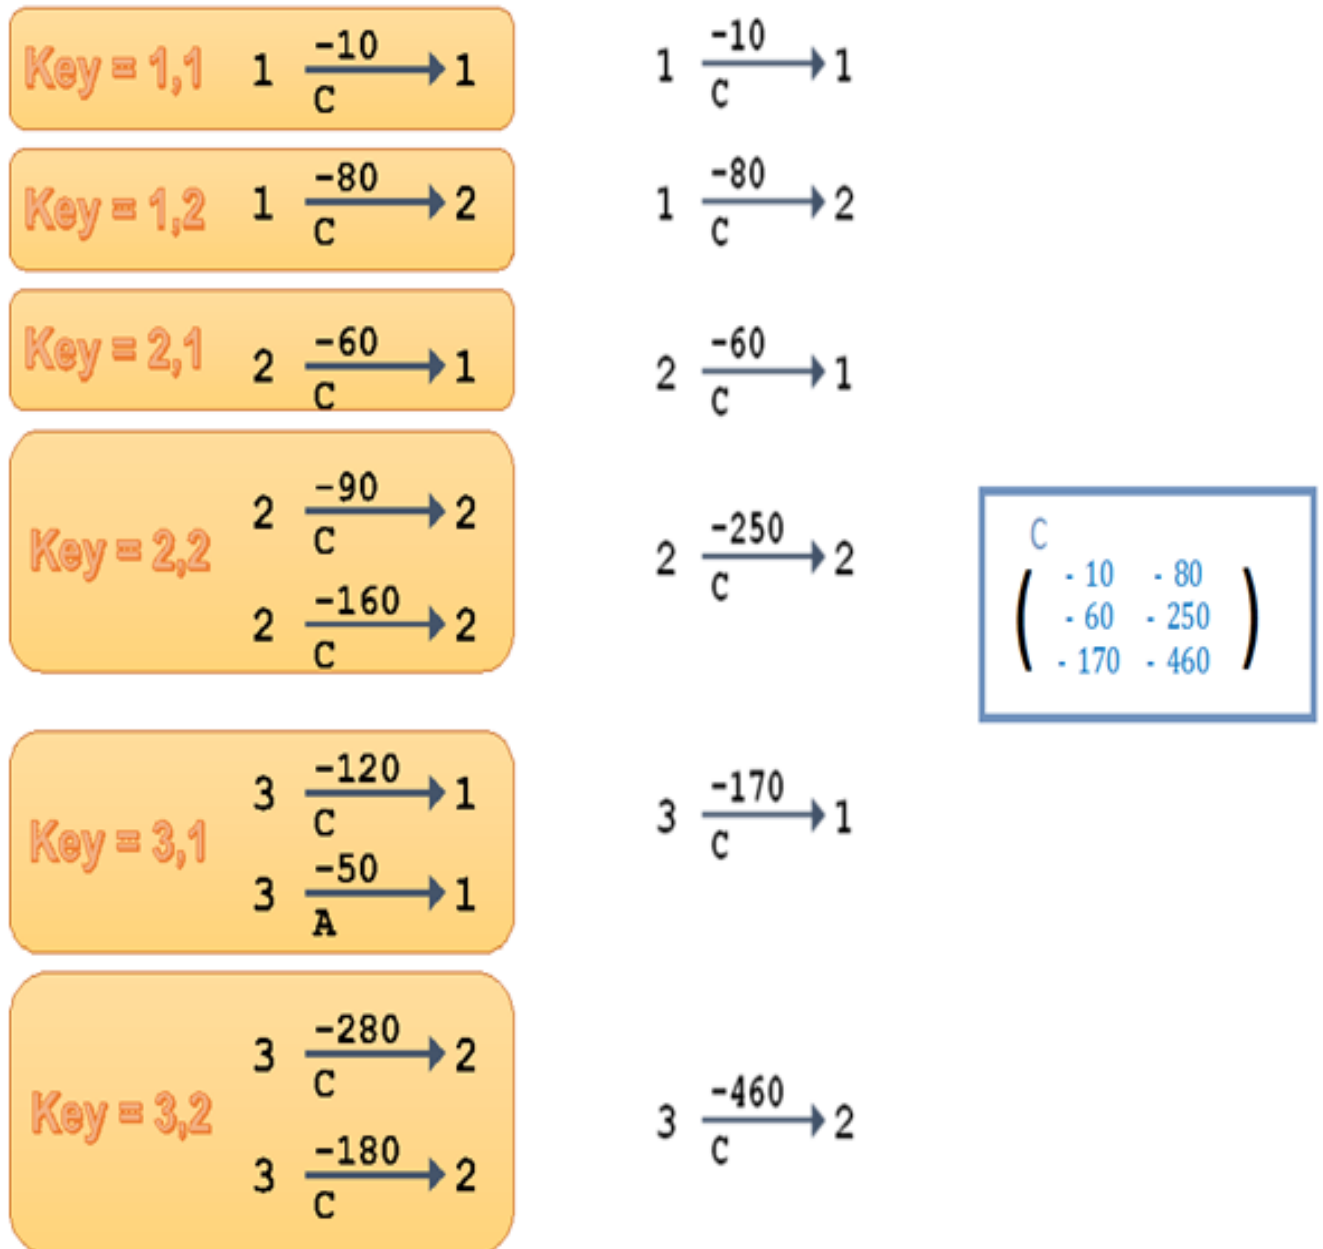 Key = 1,1 1 -10 C 1
1 -10 C 1
Key = 1,2 1 -80 C 2
1 -80 C 2
Key = 2,1 2 -60 C 1
2 -60 C 1
Key = 2,2
2 -90 C 2
2 -160 C 2
2 -250 C 2
C
( - 10 - 80
- 60 - 250
- 170 - 460 )
Key = 3,1
3 -120 C 1
3 -50 A 1
3 -170 C 1
Key = 3,2
3 -280 C 2
3 -180 C 2
3 -460 C 2